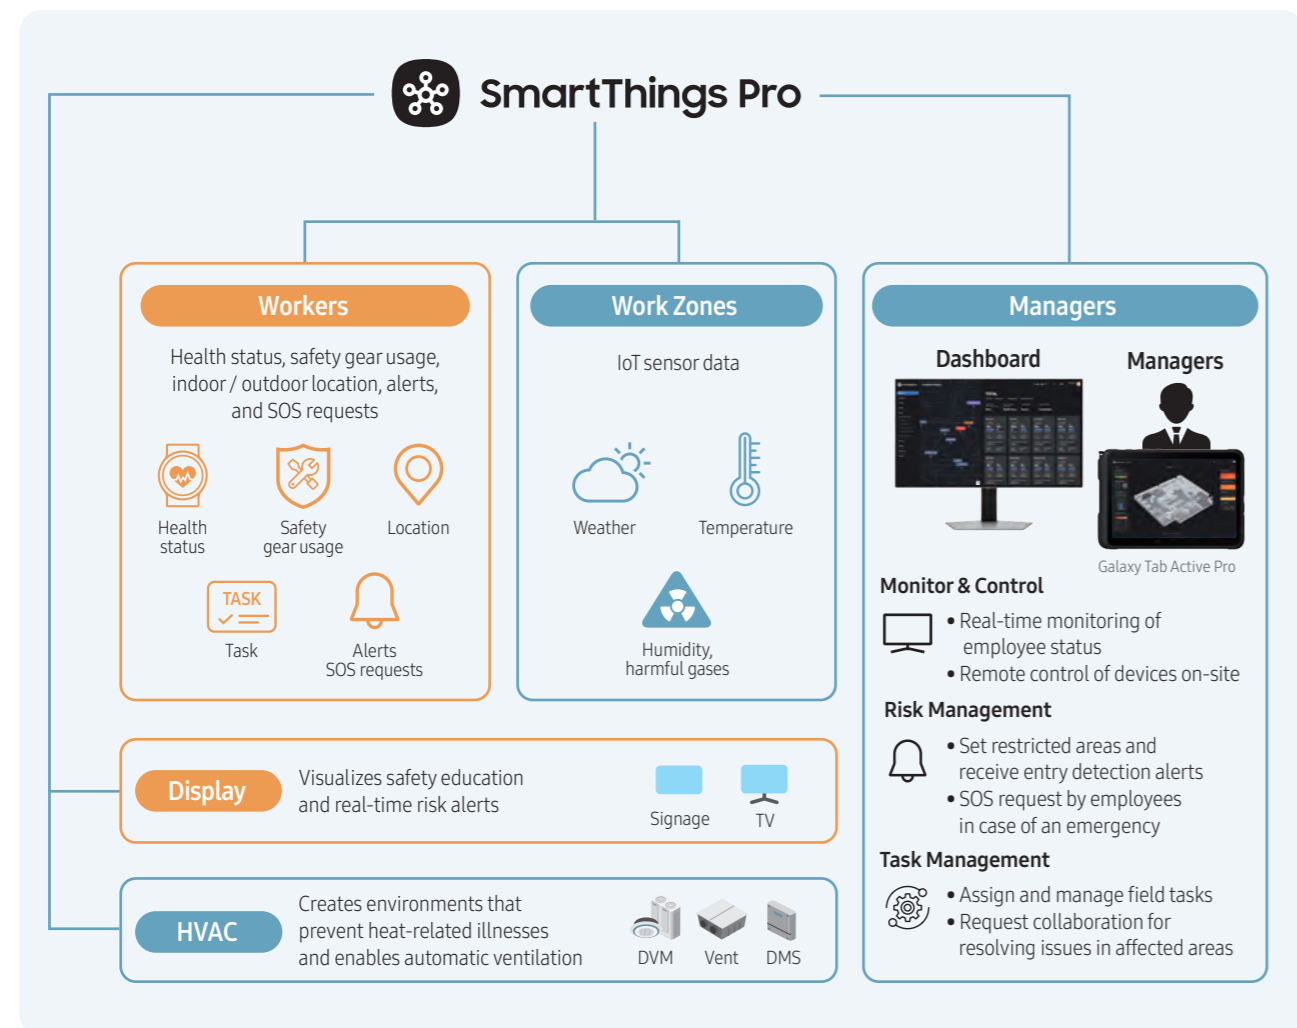 SmartThings Pro
Workers
Health status, safety gear usage,
indoor / outdoor location, alerts,
and SOS requests
Health
status
Safety
gear usage
Location
TASK
Task
Alerts
SOS requests
Work Zones
IoT sensor data
Weather
Temperature
Humidity,
harmful gases
Managers
Dashboard
Managers
Galaxy Tab Active Pro
Monitor & Control
• Real-time monitoring of
employee status
• Remote control of devices on-site
Risk Management
• Set restricted areas and
receive entry detection alerts
• SOS request by employees
in case of an emergency
Task Management
• Assign and manage field tasks
• Request collaboration for
resolving issues in affected areas
Display
Visualizes safety education
and real-time risk alerts
Signage
TV
HVAC
Creates environments that
prevent heat-related illnesses
and enables automatic ventilation
DVM
Vent
DMS